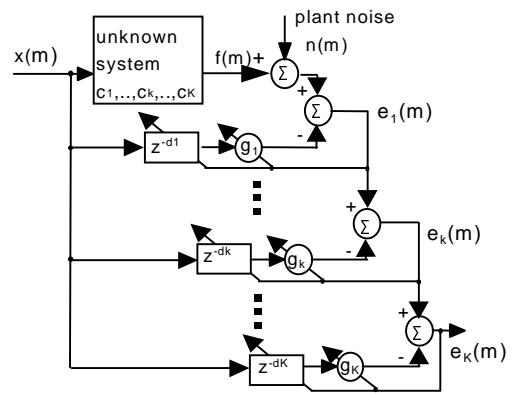 plant noise
n(m)
x(m)
unknown
system
c1,..,ck,..,cK
f(m)+
Σ
+
Σ
-
e1(m)
z-d1
g1
+
Σ
-
ek(m)
z-dk
gk
+
Σ
-
eK(m)
z-dK
gK